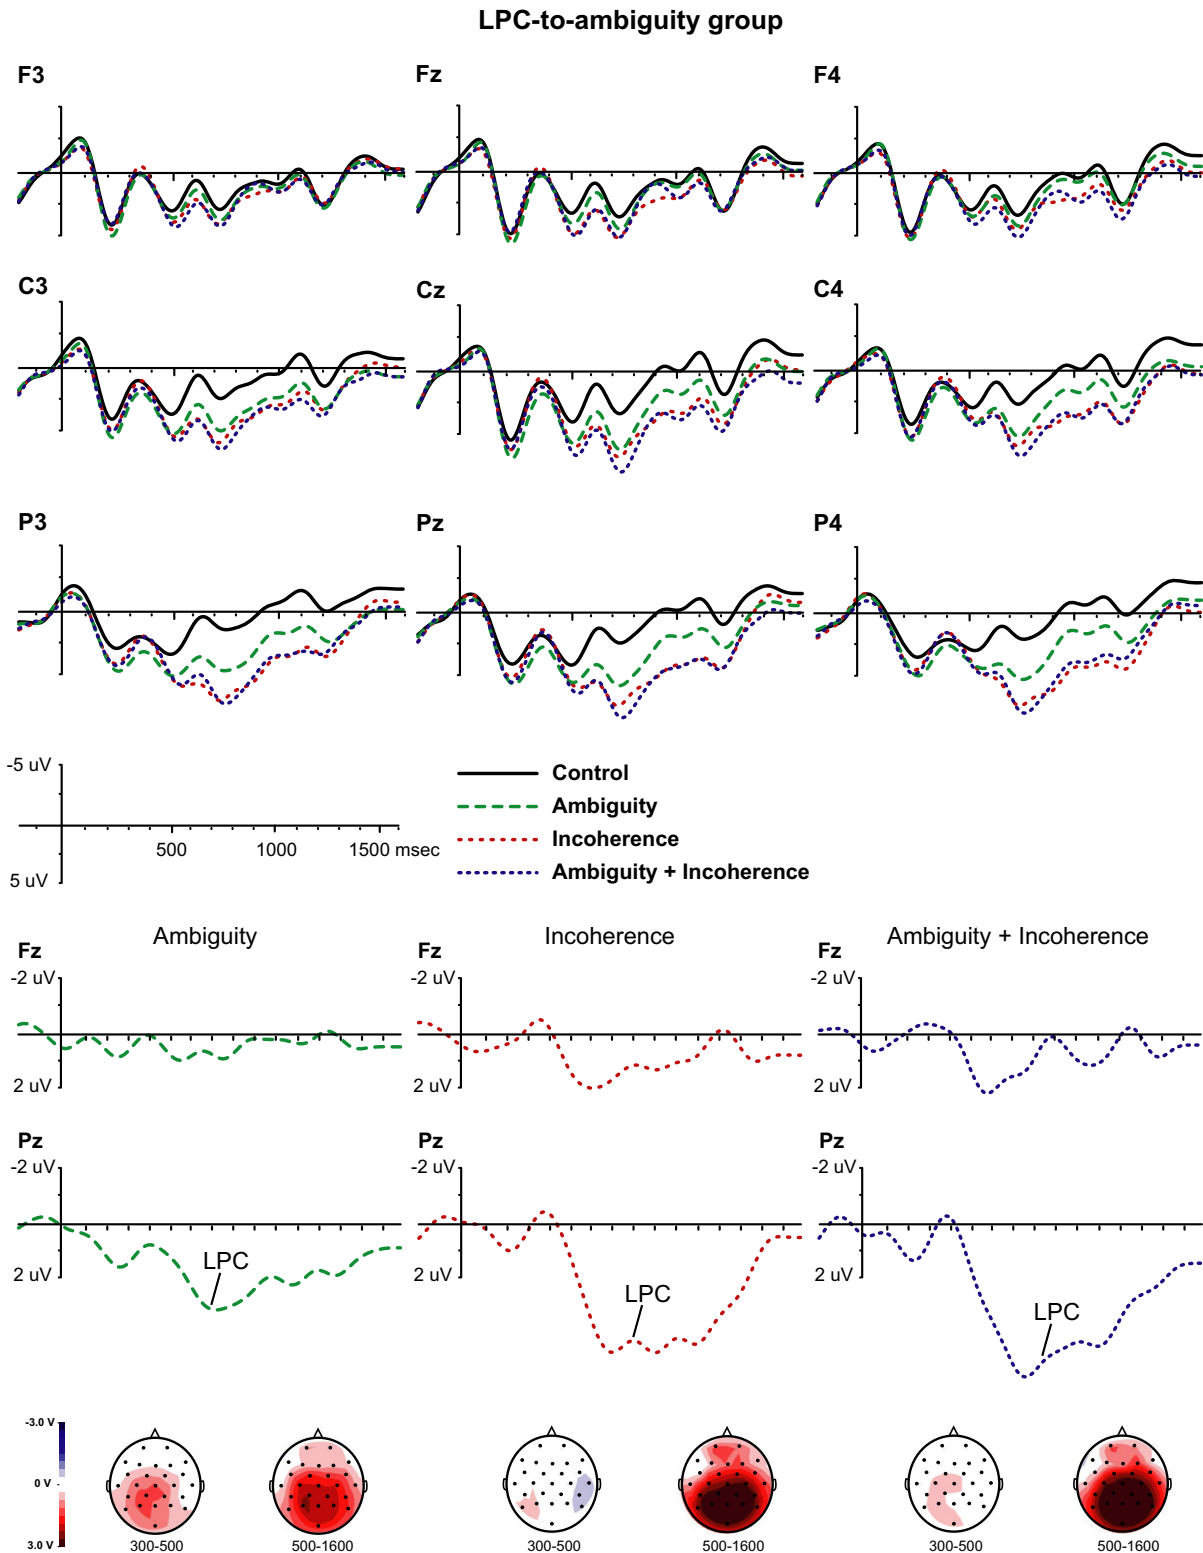 LPC-to-ambiguity group
F3 Fz F4
C3 Cz C4
P3 Pz P4
-5 uV
5 uV
500 1000 1500 msec
Control
Ambiguity
Incoherence
Ambiguity + Incoherence
Ambiguity Incoherence Ambiguity + Incoherence
Fz Fz Fz
-2 uV -2 uV -2 uV
2 uV 2 uV 2 uV
Pz Pz Pz
-2 uV -2 uV -2 uV
2 uV 2 uV 2 uV
LPC LPC LPC
-3.0 V
0 V
3.0 V
300-500 500-1600 300-500 500-1600 300-500 500-1600